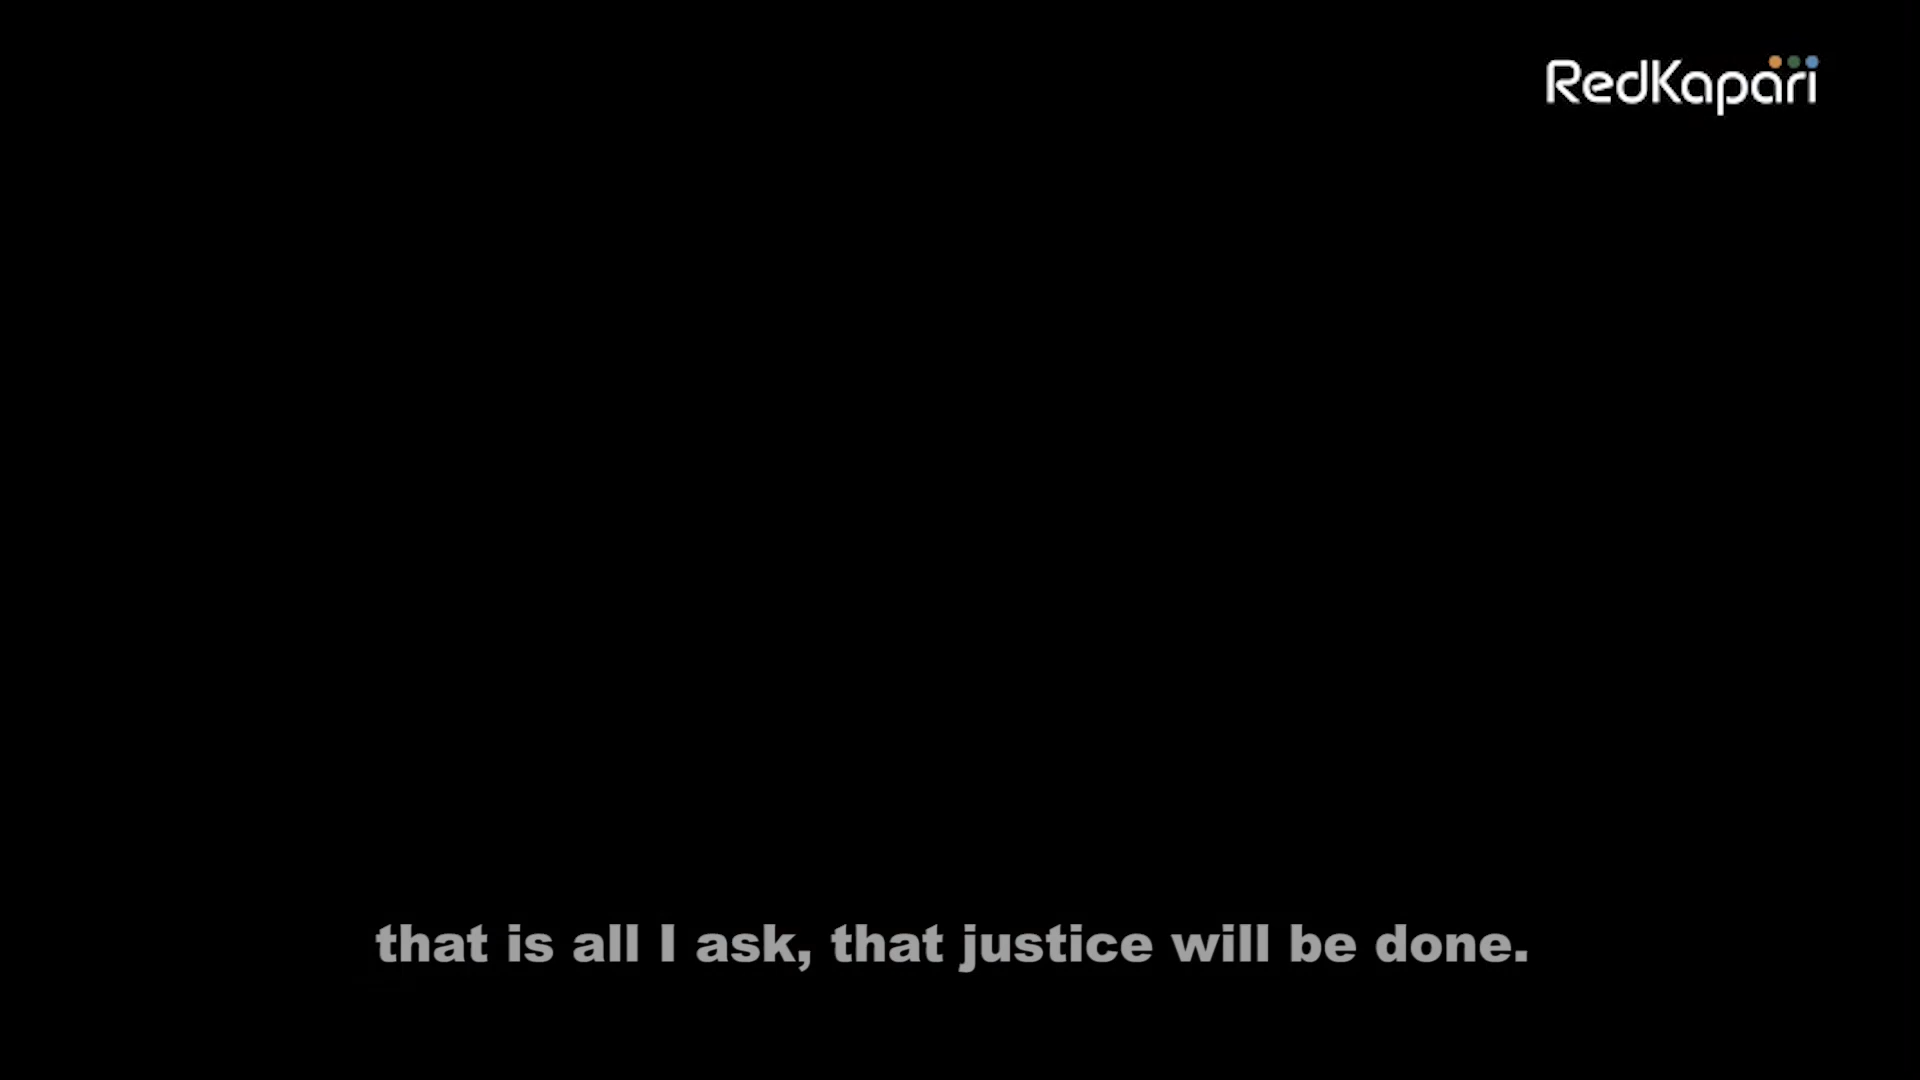 RedKapari
that is all I ask, that justice will be done.